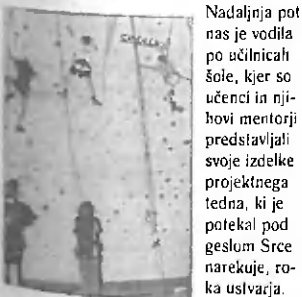 Nadaljnja pot
nas je vodila
po učilnicah
šole, kjer so
učenci in nji-
hovi mentorji
predstavljali
svoje izdelke
projektnega
tedna, ki je
potekal pod
geslom Srce
narekuje, ro-
ka ustvarja.